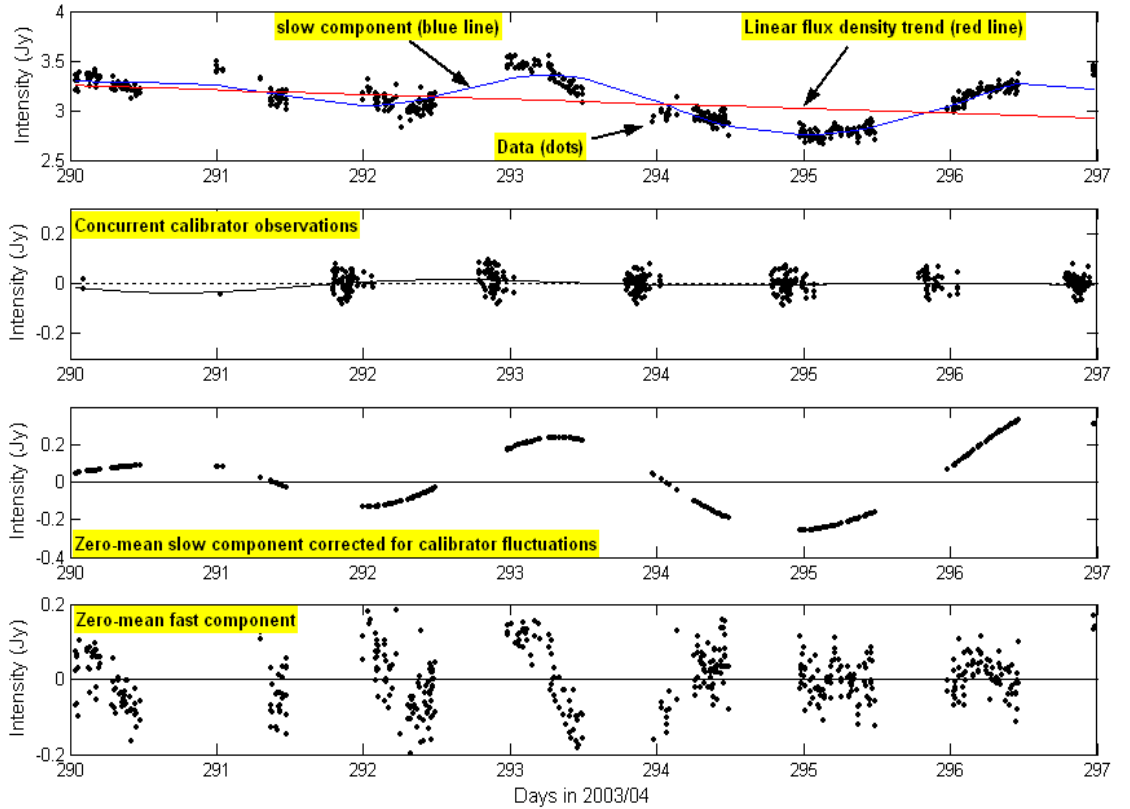 4
3.5
3
2.5
Intensity (Jy)
slow component (blue line)
Linear flux density trend (red line)
Data (dots)
290 291 292 293 294 295 296 297
0.2
0
-0.2
Intensity (Jy)
Concurrent calibrator observations
290 291 292 293 294 295 296 297
0.2
0
-0.2
-0.4
Intensity (Jy)
Zero-mean slow component corrected for calibrator fluctuations
290 291 292 293 294 295 296 297
0.2
0
-0.2
Intensity (Jy)
Zero-mean fast component
290 291 292 293 294 295 296 297
Days in 2003/04